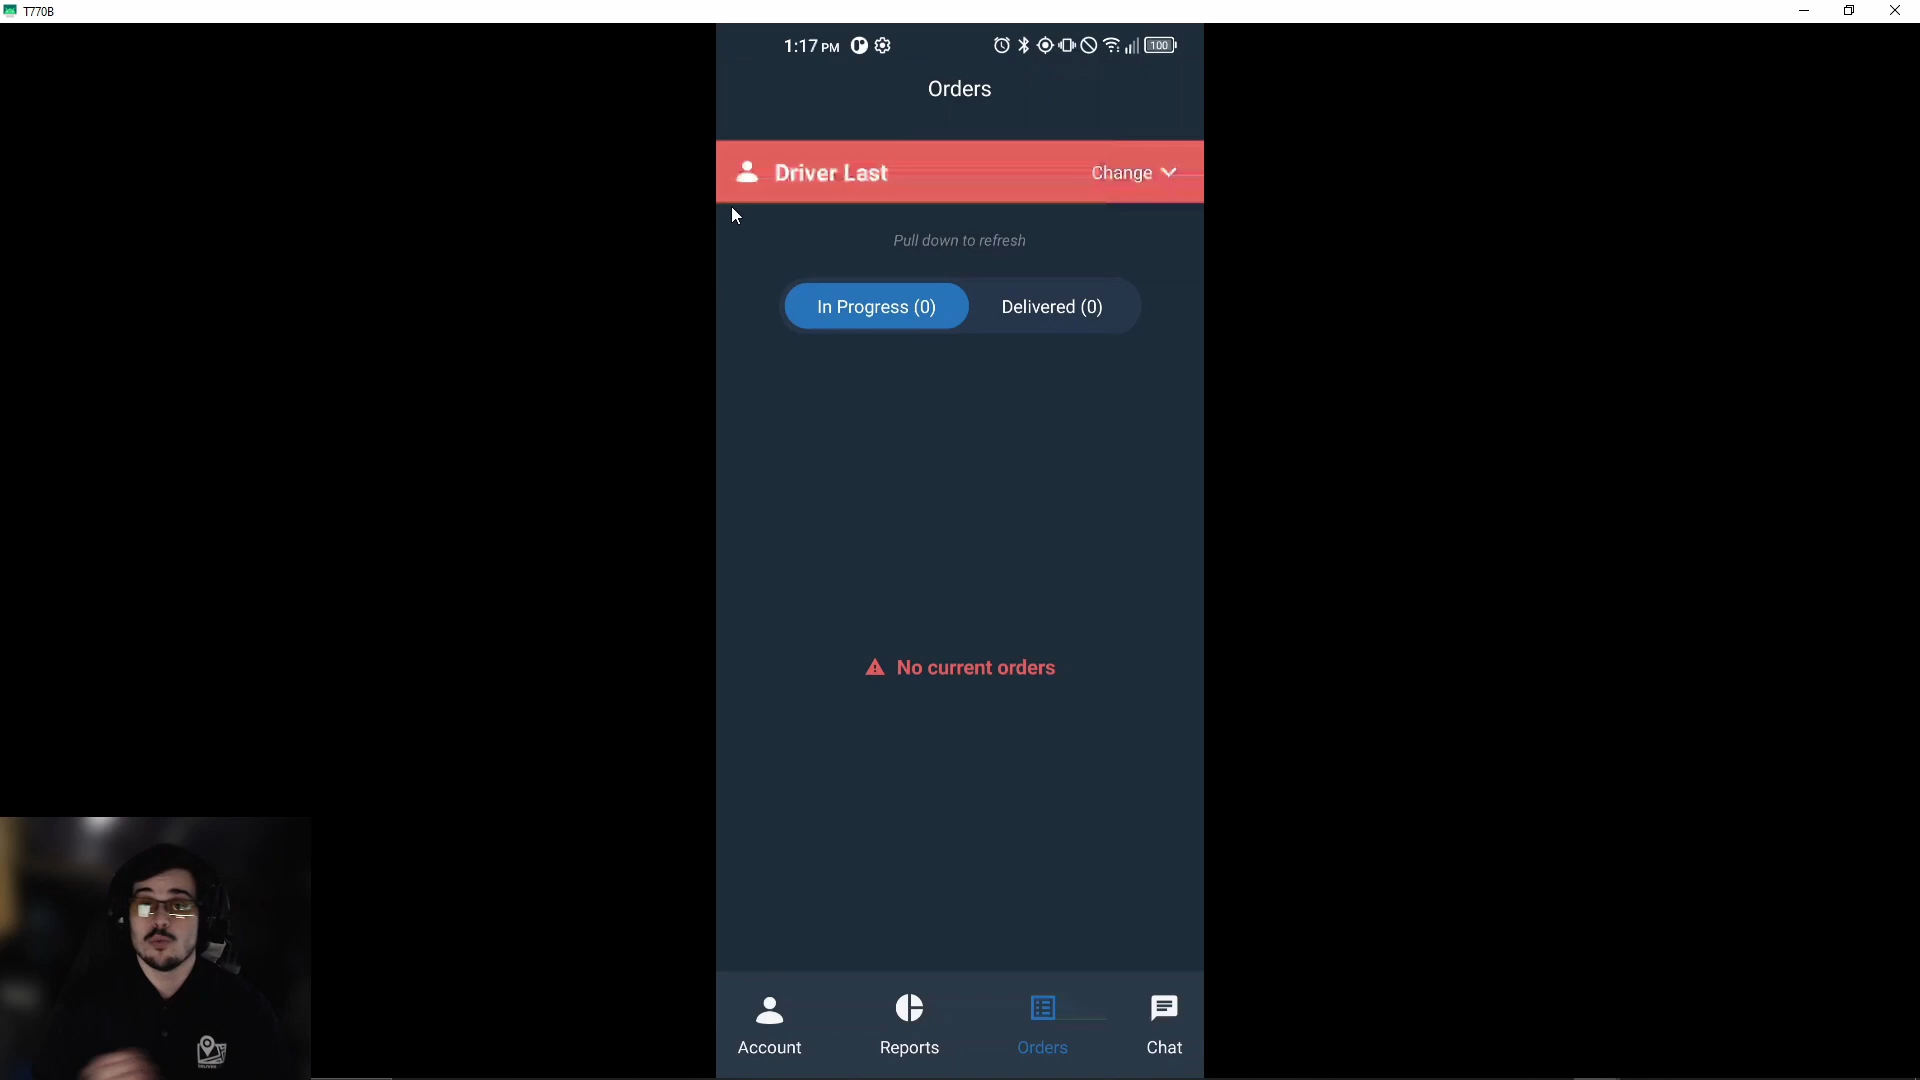 T770B
1:17 PM
100
Orders
Driver Last
Change
Pull down to refresh
In Progress (0)
Delivered (0)
No current orders
Account
Reports
Orders
Chat